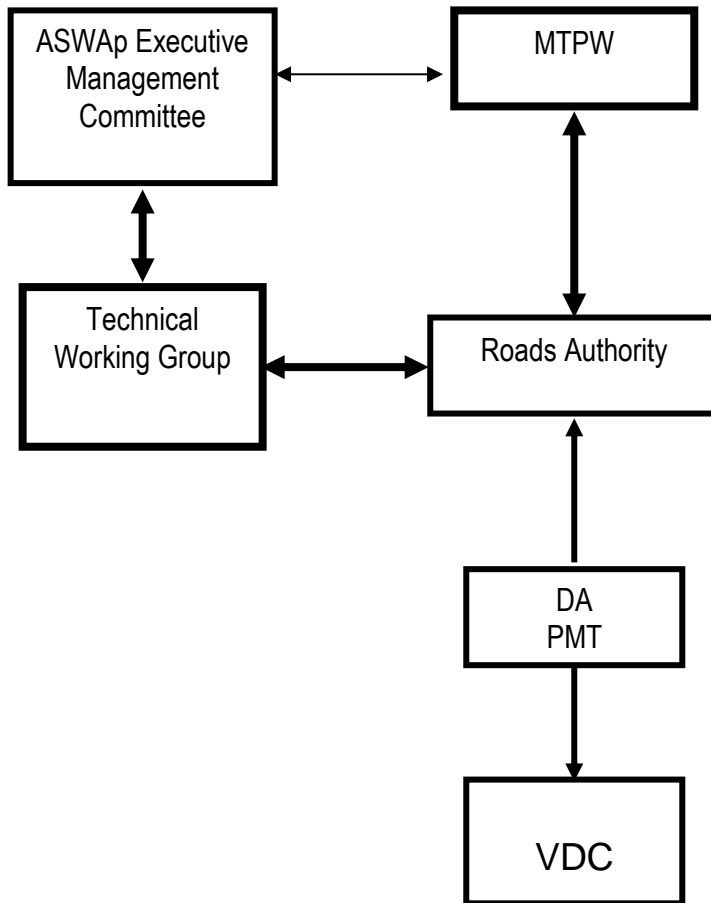 ASWAp Executive
Management
Committee
MTPW
Technical
Working Group
Roads Authority
DA
PMT
VDC